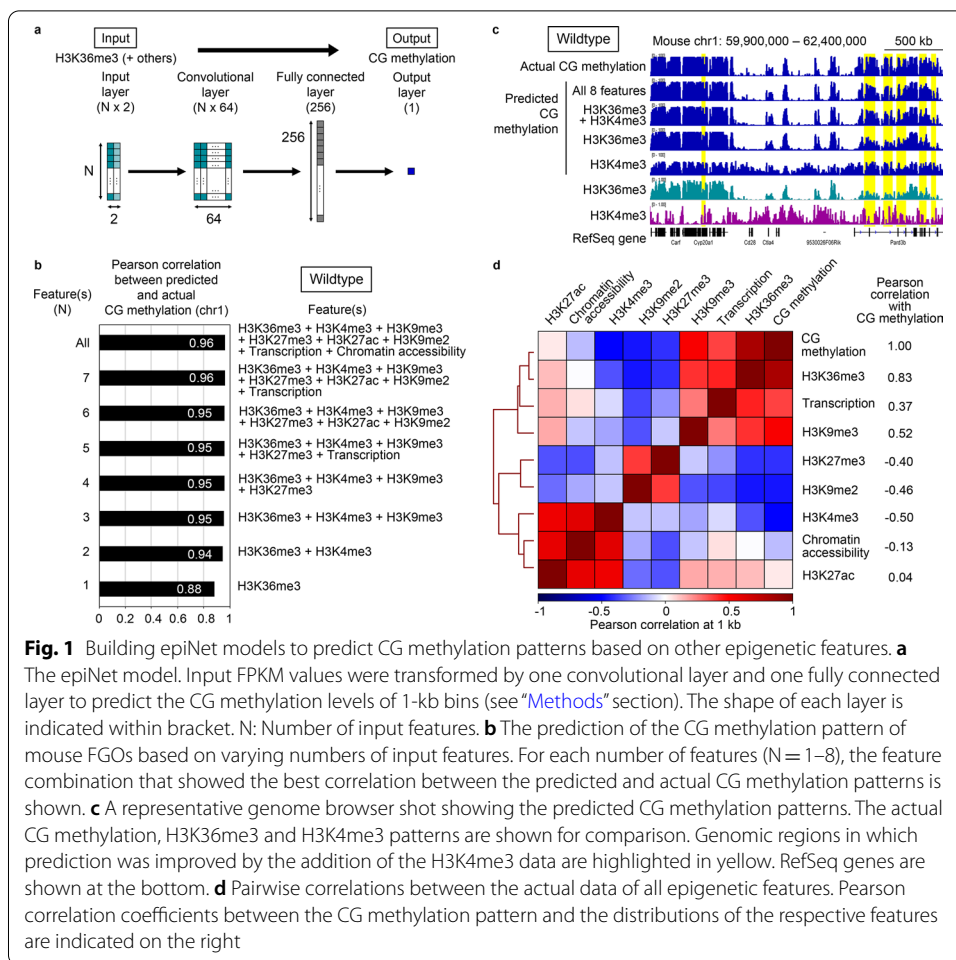 a
Input
Output
H3K36me3 (+ others)
CG methylation
Input layer (N x 2)
Convolutional layer (N x 64)
Fully connected layer (256)
Output layer (1)
256
N
2
64
b
Pearson correlation between predicted and actual CG methylation (chr1)
Wildtype
Feature(s) (N)
Feature(s)
All 0.96 H3K36me3 + H3K4me3 + H3K9me3
+ H3K27me3 + H3K27ac + H3K9me2
+ Transcription + Chromatin accessibility
7 0.96 H3K36me3 + H3K4me3 + H3K9me3
+ H3K27me3 + H3K27ac + H3K9me2
+ Transcription
6 0.95 H3K36me3 + H3K4me3 + H3K9me3
+ H3K27me3 + H3K27ac + H3K9me2
5 0.95 H3K36me3 + H3K4me3 + H3K9me3
+ H3K27me3 + Transcription
4 0.95 H3K36me3 + H3K4me3 + H3K9me3
+ H3K27me3
3 0.95 H3K36me3 + H3K4me3 + H3K9me3
2 0.94 H3K36me3 + H3K4me3
1 0.88 H3K36me3
0 0.2 0.4 0.6 0.8 1
c
Wildtype
Mouse chr1: 59,900,000 – 62,400,000
500 kb
Actual CG methylation
Predicted CG methylation
All 8 features
H3K36me3 + H3K4me3
H3K36me3
H3K4me3
H3K36me3
H3K4me3
RefSeq gene
Carf Cyp20a1 Cd28 Ctla4 9530026F06Rik Pard3b
d
H3K27ac
Chromatin accessibility
H3K4me3
H3K9me2
H3K27me3
H3K9me3
Transcription
H3K36me3
CG methylation
Pearson correlation with CG methylation
CG methylation 1.00
H3K36me3 0.83
Transcription 0.37
H3K9me3 0.52
H3K27me3 -0.40
H3K9me2 -0.46
H3K4me3 -0.50
Chromatin accessibility -0.13
H3K27ac 0.04
-1 -0.5 0 0.5 1
Pearson correlation at 1 kb
Fig. 1 Building epiNet models to predict CG methylation patterns based on other epigenetic features. a
The epiNet model. Input FPKM values were transformed by one convolutional layer and one fully connected
layer to predict the CG methylation levels of 1-kb bins (see "Methods" section). The shape of each layer is
indicated within bracket. N: Number of input features. b The prediction of the CG methylation pattern of
mouse FGOs based on varying numbers of input features. For each number of features (N = 1–8), the feature
combination that showed the best correlation between the predicted and actual CG methylation patterns is
shown. c A representative genome browser shot showing the predicted CG methylation patterns. The actual
CG methylation, H3K36me3 and H3K4me3 patterns are shown for comparison. Genomic regions in which
prediction was improved by the addition of the H3K4me3 data are highlighted in yellow. RefSeq genes are
shown at the bottom. d Pairwise correlations between the actual data of all epigenetic features. Pearson
correlation coefficients between the CG methylation pattern and the distributions of the respective features
are indicated on the right